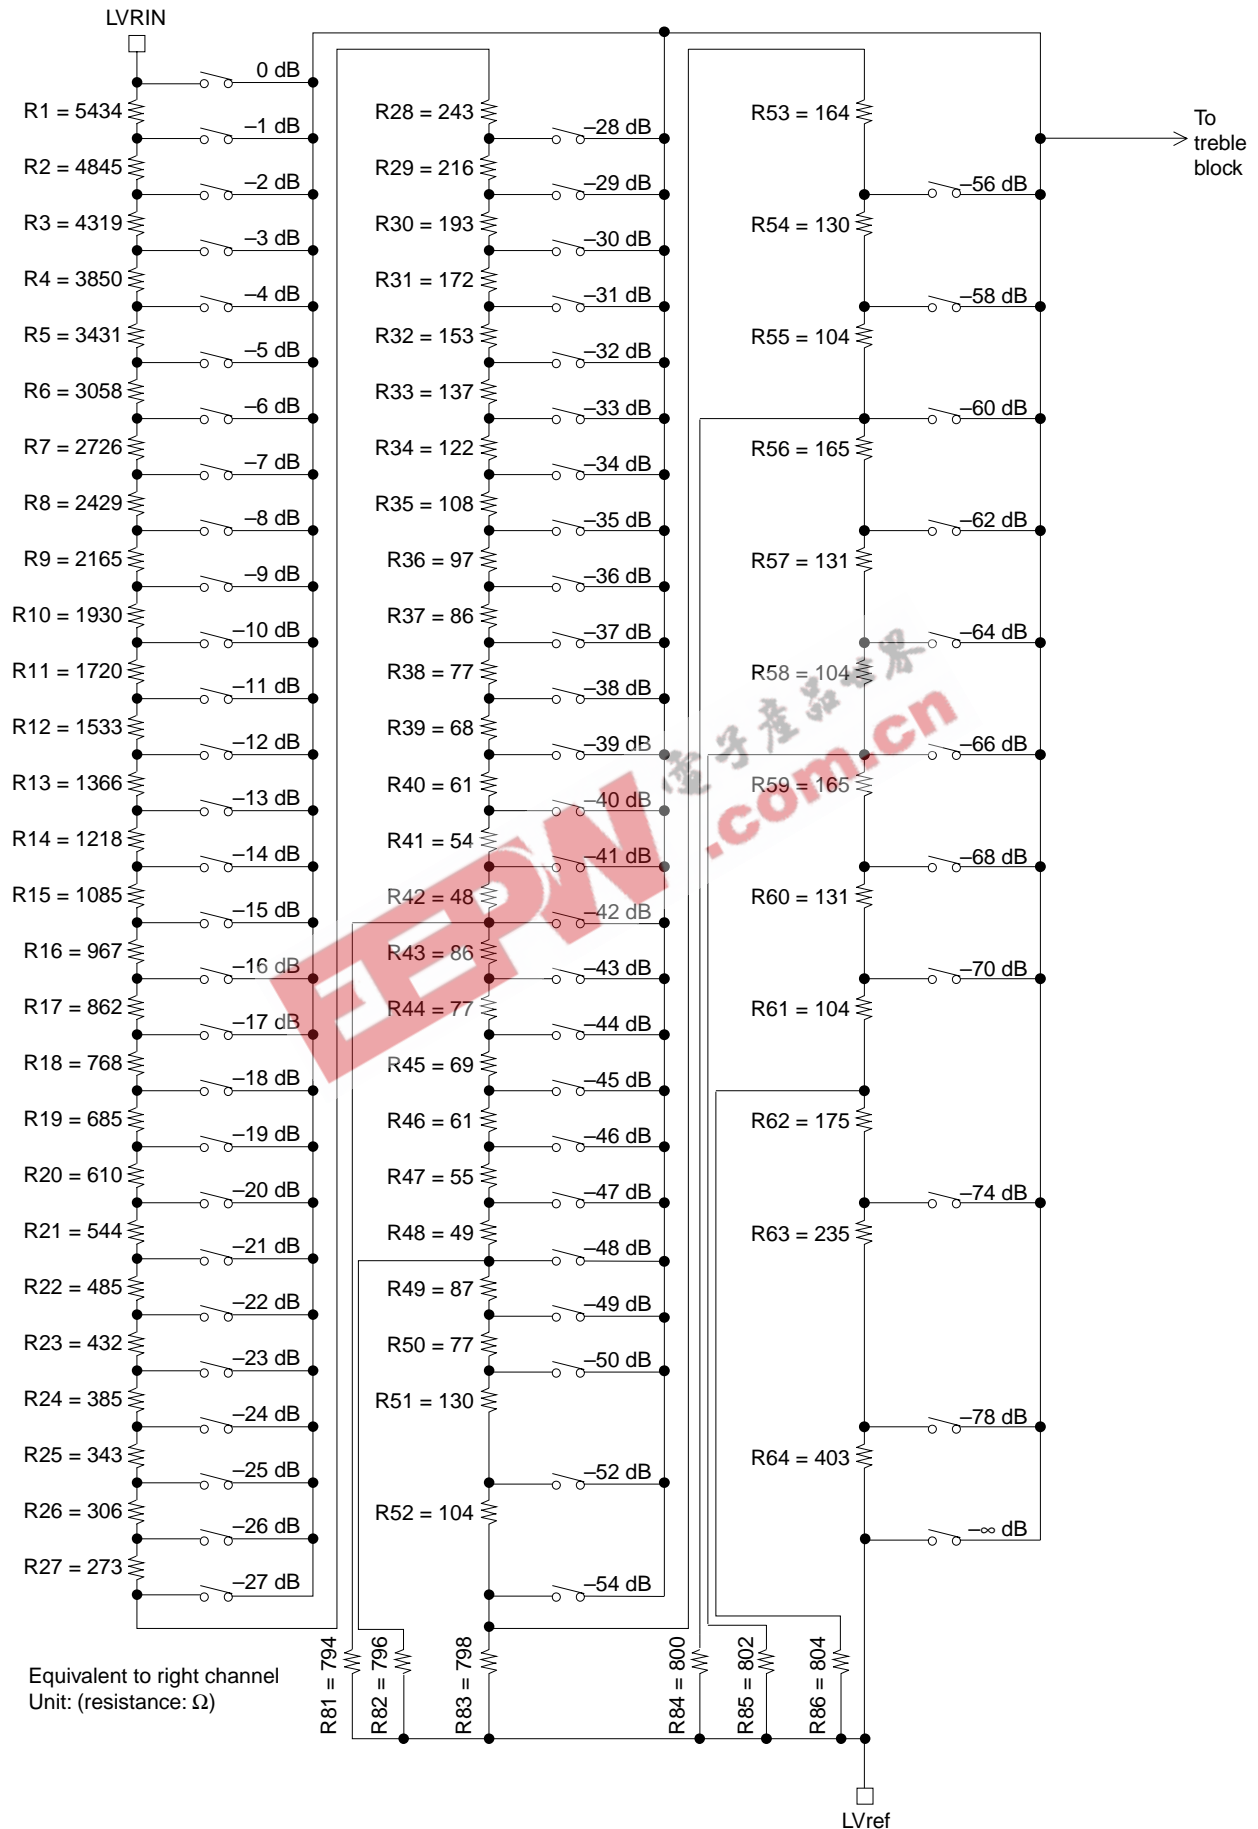 LVRIN
0 dB
R1 = 5434
–1 dB
R2 = 4845
–2 dB
R3 = 4319
–3 dB
R4 = 3850
–4 dB
R5 = 3431
–5 dB
R6 = 3058
–6 dB
R7 = 2726
–7 dB
R8 = 2429
–8 dB
R9 = 2165
–9 dB
R10 = 1930
–10 dB
R11 = 1720
–11 dB
R12 = 1533
–12 dB
R13 = 1366
–13 dB
R14 = 1218
–14 dB
R15 = 1085
–15 dB
R16 = 967
–16 dB
R17 = 862
–17 dB
R18 = 768
–18 dB
R19 = 685
–19 dB
R20 = 610
–20 dB
R21 = 544
–21 dB
R22 = 485
–22 dB
R23 = 432
–23 dB
R24 = 385
–24 dB
R25 = 343
–25 dB
R26 = 306
–26 dB
R27 = 273
–27 dB
R28 = 243
–28 dB
R29 = 216
–29 dB
R30 = 193
–30 dB
R31 = 172
–31 dB
R32 = 153
–32 dB
R33 = 137
–33 dB
R34 = 122
–34 dB
R35 = 108
–35 dB
R36 = 97
–36 dB
R37 = 86
–37 dB
R38 = 77
–38 dB
R39 = 68
–39 dB
R40 = 61
–40 dB
R41 = 54
–41 dB
R42 = 48
–42 dB
R43 = 86
–43 dB
R44 = 77
–44 dB
R45 = 69
–45 dB
R46 = 61
–46 dB
R47 = 55
–47 dB
R48 = 49
–48 dB
R49 = 87
–49 dB
R50 = 77
–50 dB
R51 = 130
–52 dB
R52 = 104
–54 dB
R53 = 164
–56 dB
R54 = 130
–58 dB
R55 = 104
–60 dB
R56 = 165
–62 dB
R57 = 131
–64 dB
R58 = 104
–66 dB
R59 = 165
–68 dB
R60 = 131
–70 dB
R61 = 104
R62 = 175
–74 dB
R63 = 235
–78 dB
R64 = 403
–∞ dB
To
treble
block
R81 = 794
R82 = 796
R83 = 798
R84 = 800
R85 = 802
R86 = 804
Equivalent to right channel
Unit: (resistance: Ω)
LVref
EEPW
.com.cn
電子産品世界